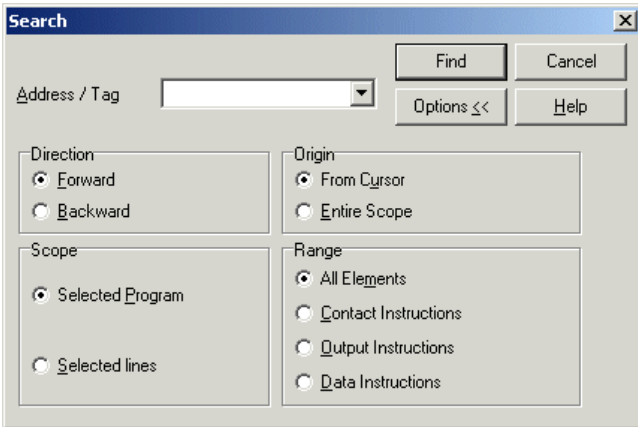 Search
Find Cancel
Address / Tag
Options << Help
Direction Origin
Forward From Cursor
Backward Entire Scope
Scope Range
All Elements
Selected Program
Contact Instructions
Output Instructions
Selected lines
Data Instructions